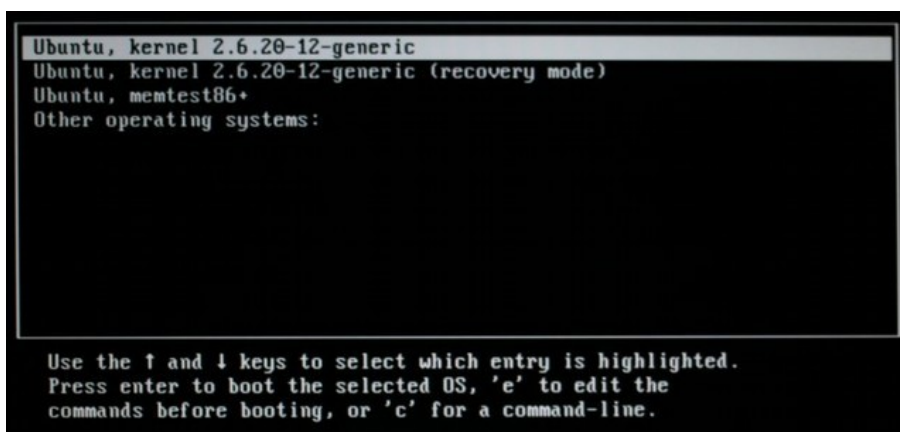 Ubuntu, kernel 2.6.20-12-generic
Ubuntu, kernel 2.6.20-12-generic (recovery mode)
Ubuntu, memtest86+
Other operating systems:
Use the ↑ and ↓ keys to select which entry is highlighted.
Press enter to boot the selected OS, 'e' to edit the
commands before booting, or 'c' for a command-line.